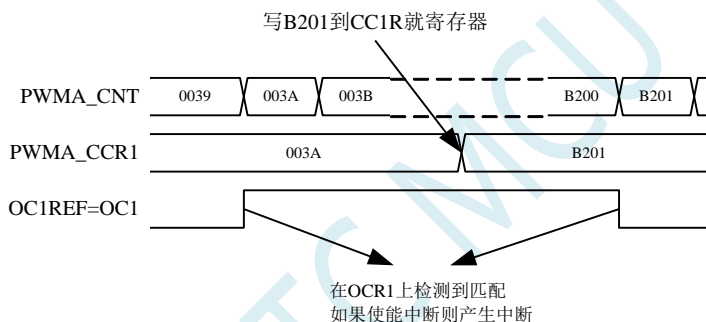 写B201到CC1R就寄存器
PWMA_CNT 0039 003A 003B B200 B201
PWMA_CCR1 003A B201
OC1REF=OC1
在OCR1上检测到匹配
如果使能中断则产生中断
TC MCU